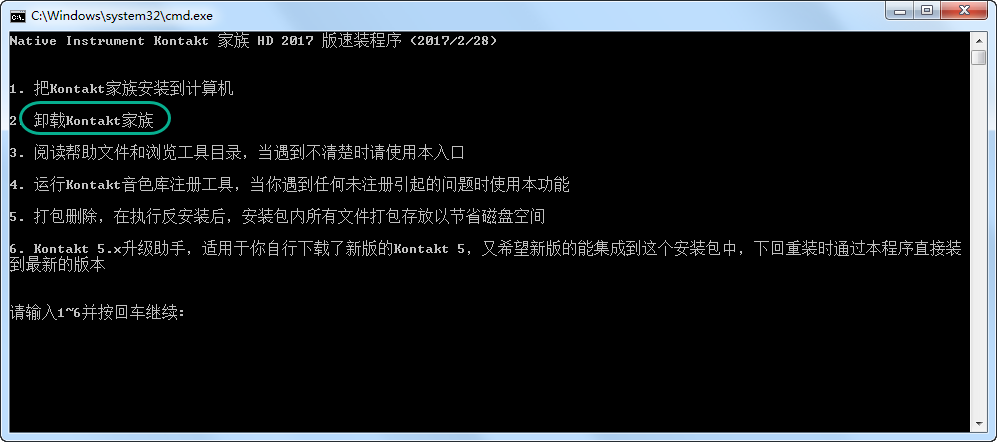 C:\Windows\system32\cmd.exe
Native Instrument Kontakt 家族 HD 2017 版速装程序 (2017/2/28)
1. 把Kontakt家族安装到计算机
2. 卸载Kontakt家族
3. 阅读帮助文件和浏览工具目录，当遇到不清楚时请使用本入口
4. 运行Kontakt音色库注册工具，当你遇到任何未注册引起的问题时使用本功能
5. 打包删除，在执行反安装后，安装包内所有文件打包存放以节省磁盘空间
6. Kontakt 5.x升级助手，适用于你自行下载了新版的Kontakt 5，又希望新版的能集成到这个安装包中，下回重装时通过本程序直接装
到最新的版本
请输入1~6并按回车继续: